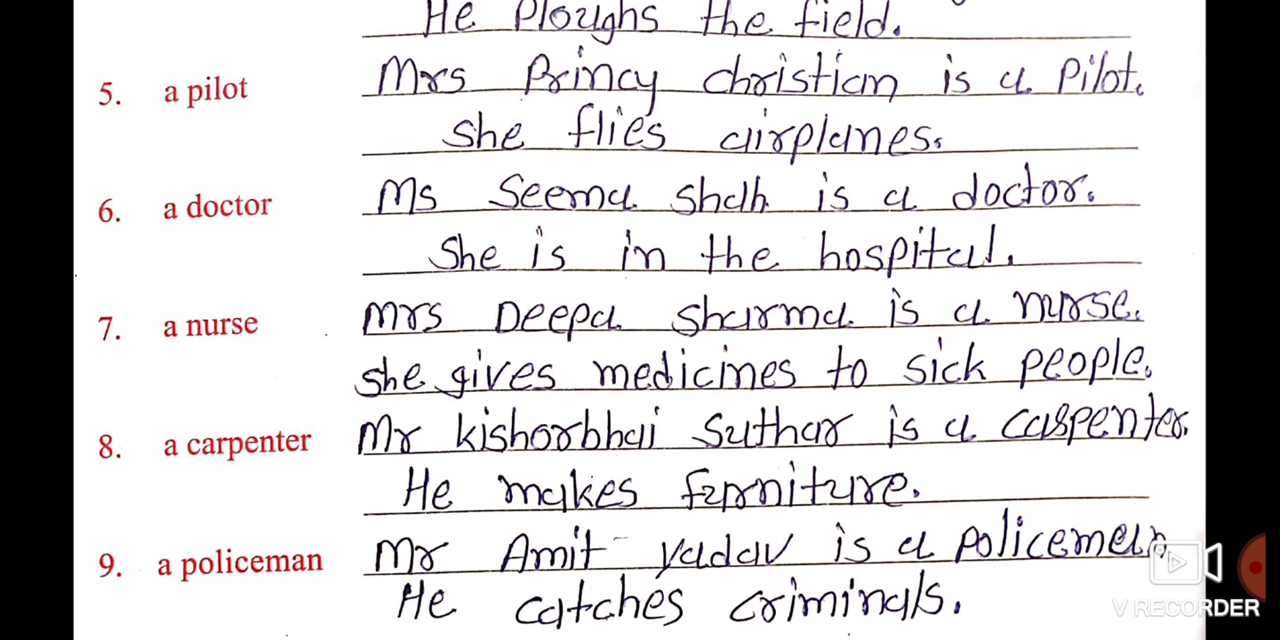 He ploughs the field.
5. a pilot Mrs Princy christian is a pilot.
she flies airplanes.
6. a doctor Ms Seema shah is a doctor.
She is in the hospital.
7. a nurse Mrs Deepa sharma is a nurse.
she gives medicines to sick people.
8. a carpenter Mr kishorbhai Suthar is a carpenter.
He makes furniture.
9. a policeman Mr Amit yadav is a policeman
He catches criminals.
V RECORDER